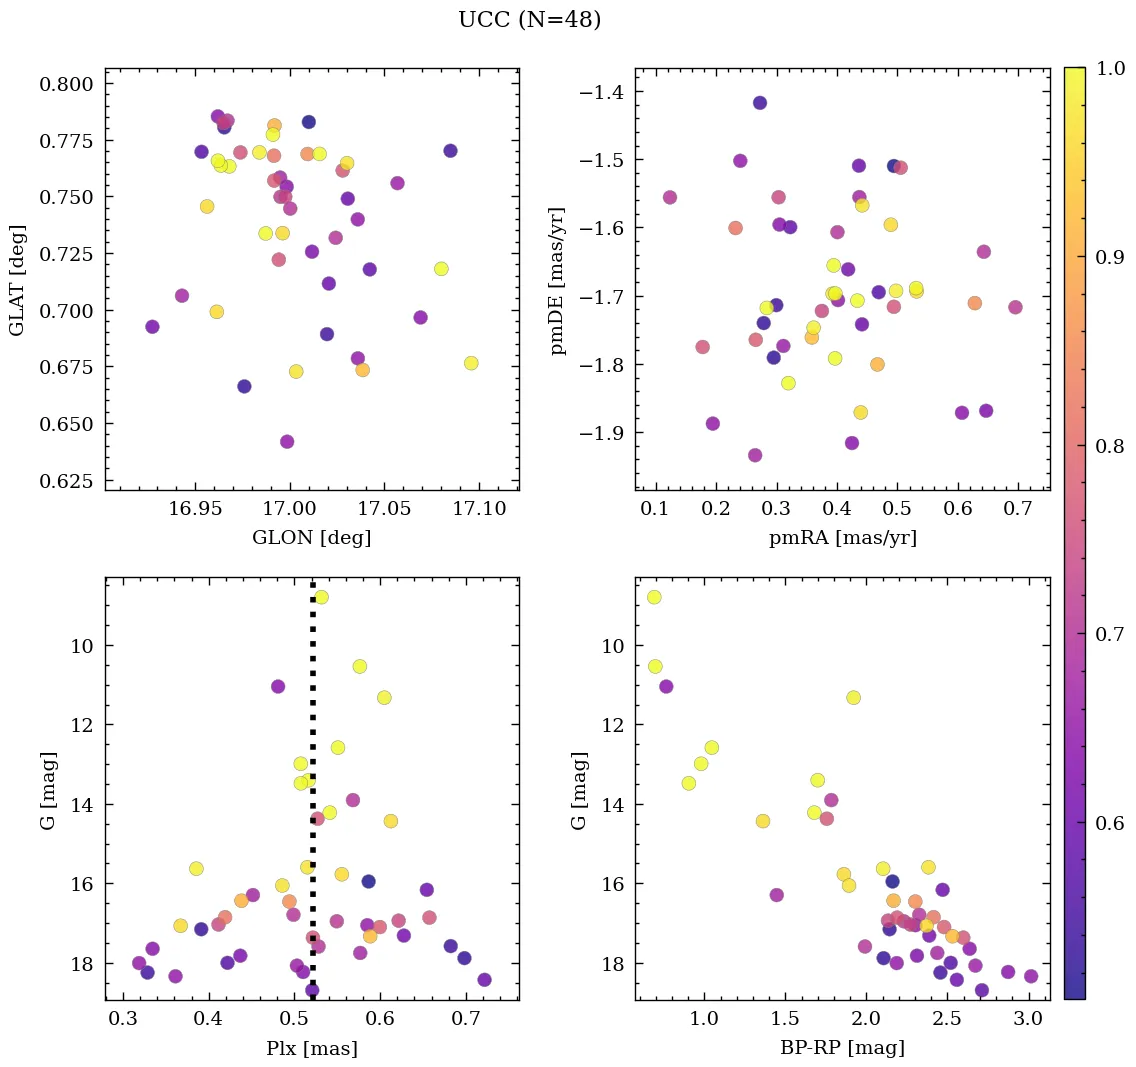 UCC (N=48)
0.800
0.775
0.750
0.725
0.700
0.675
0.650
0.625
GLAT [deg]
16.95 17.00 17.05 17.10
GLON [deg]
−1.4
−1.5
−1.6
−1.7
−1.8
−1.9
pmDE [mas/yr]
0.1 0.2 0.3 0.4 0.5 0.6 0.7
pmRA [mas/yr]
10
12
14
16
18
G [mag]
0.3 0.4 0.5 0.6 0.7
Plx [mas]
10
12
14
16
18
G [mag]
1.0 1.5 2.0 2.5 3.0
BP-RP [mag]
1.0
0.9
0.8
0.7
0.6